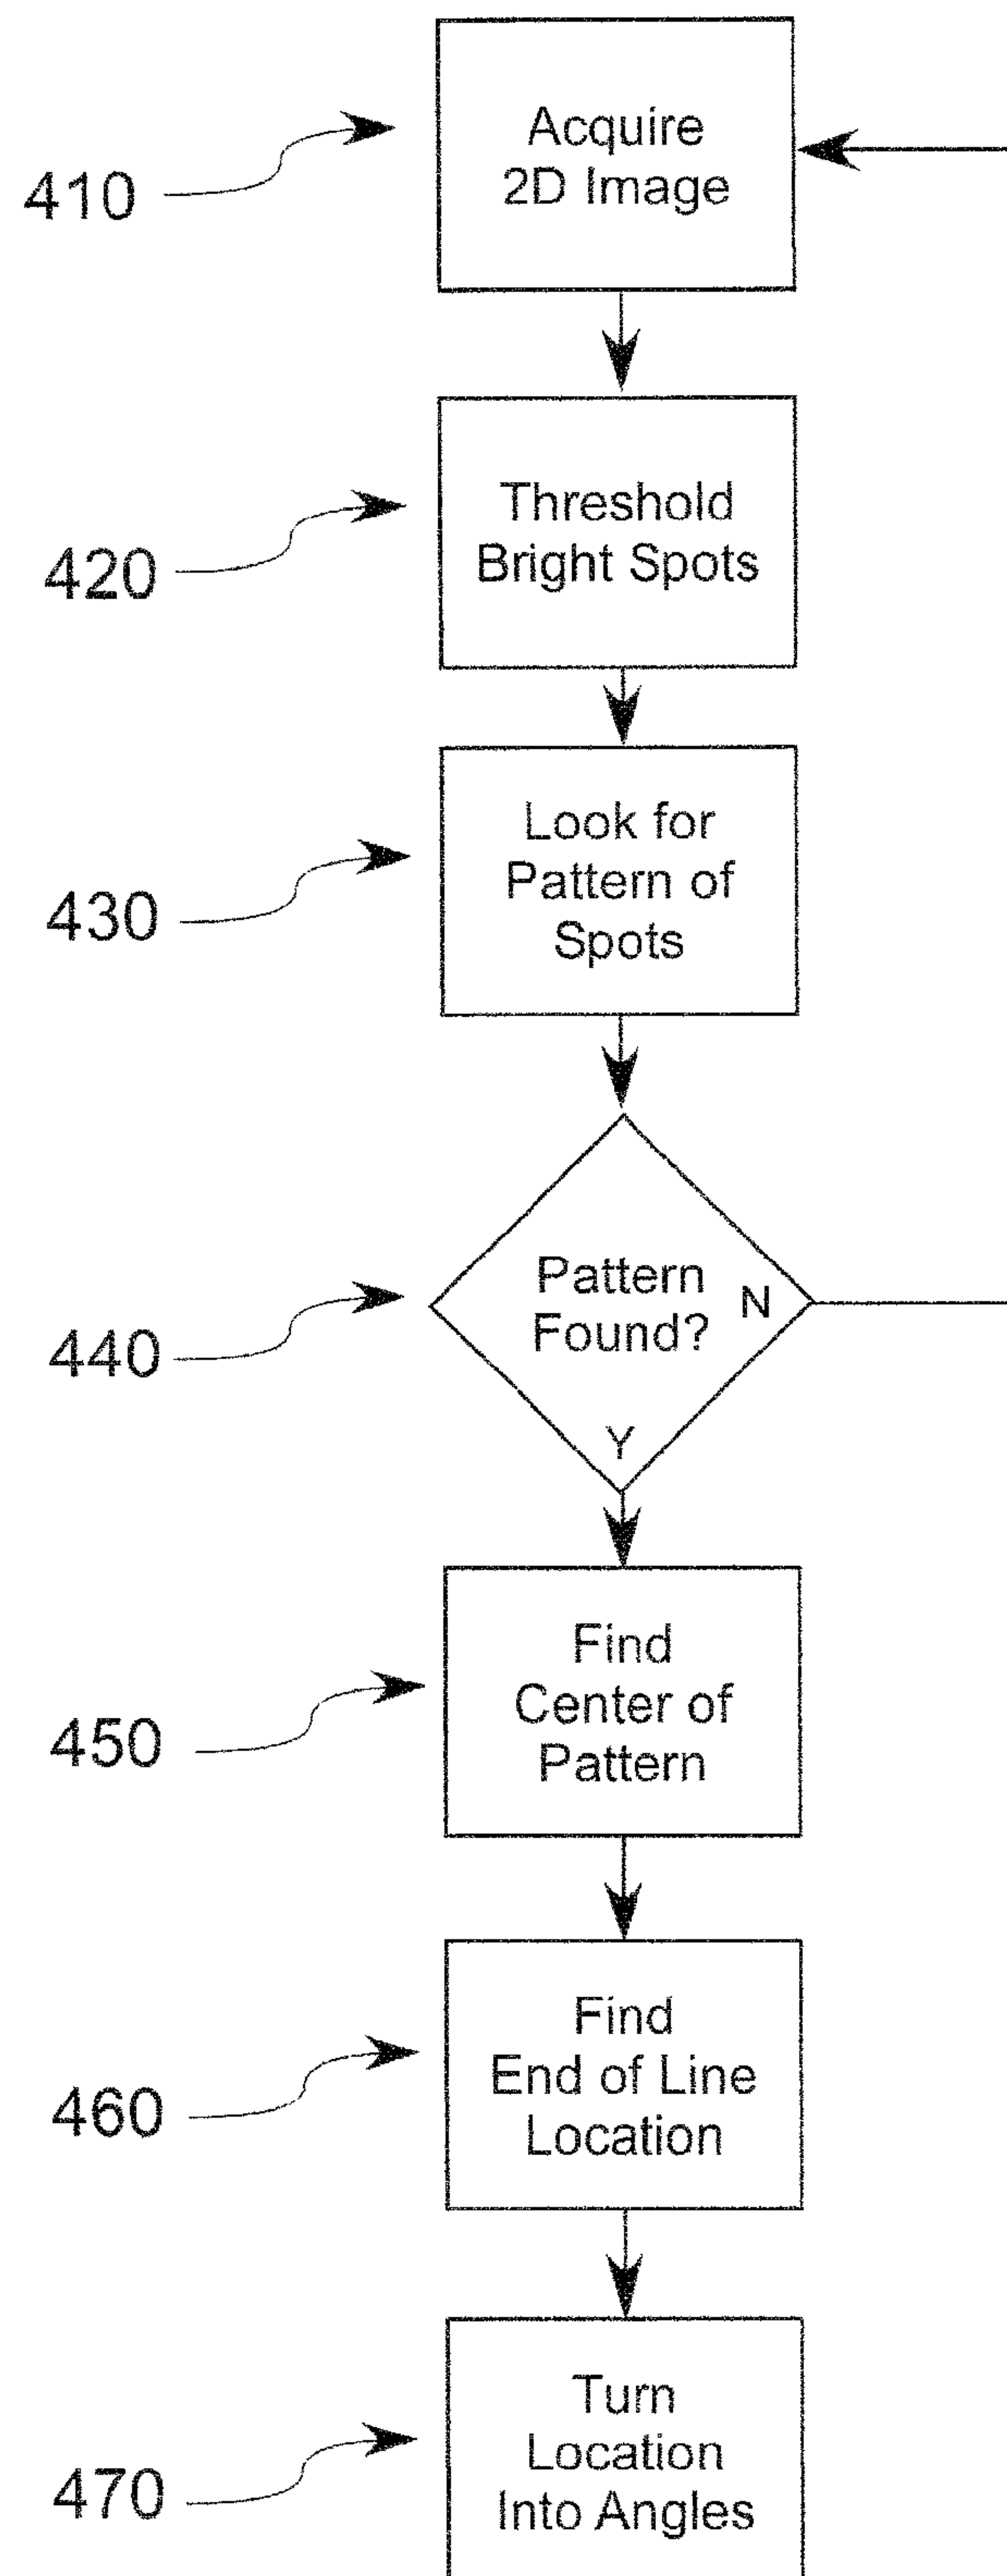 Acquire
2D Image
410
Threshold
Bright Spots
420
Look for
Pattern of
Spots
430
Pattern
Found?
N
Y
440
Find
Center of
Pattern
450
Find
End of Line
Location
460
Turn
Location
Into Angles
470